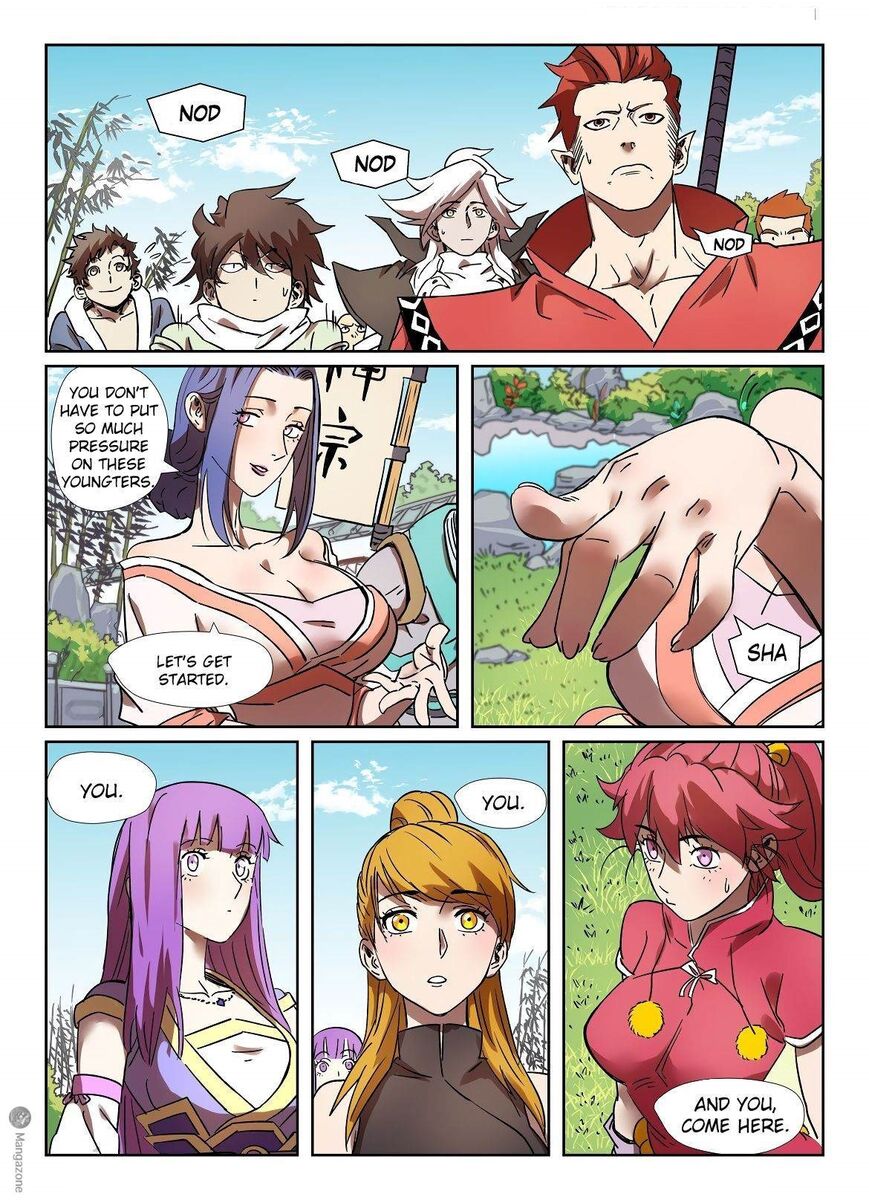 NOD
NOD
NOD
YOU DON'T
HAVE TO PUT
SO MUCH
PRESSURE
ON THESE
YOUNGTERS.
宗
LET'S GET
STARTED.
SHA
YOU.
YOU.
AND YOU,
COME HERE.
Mangazone